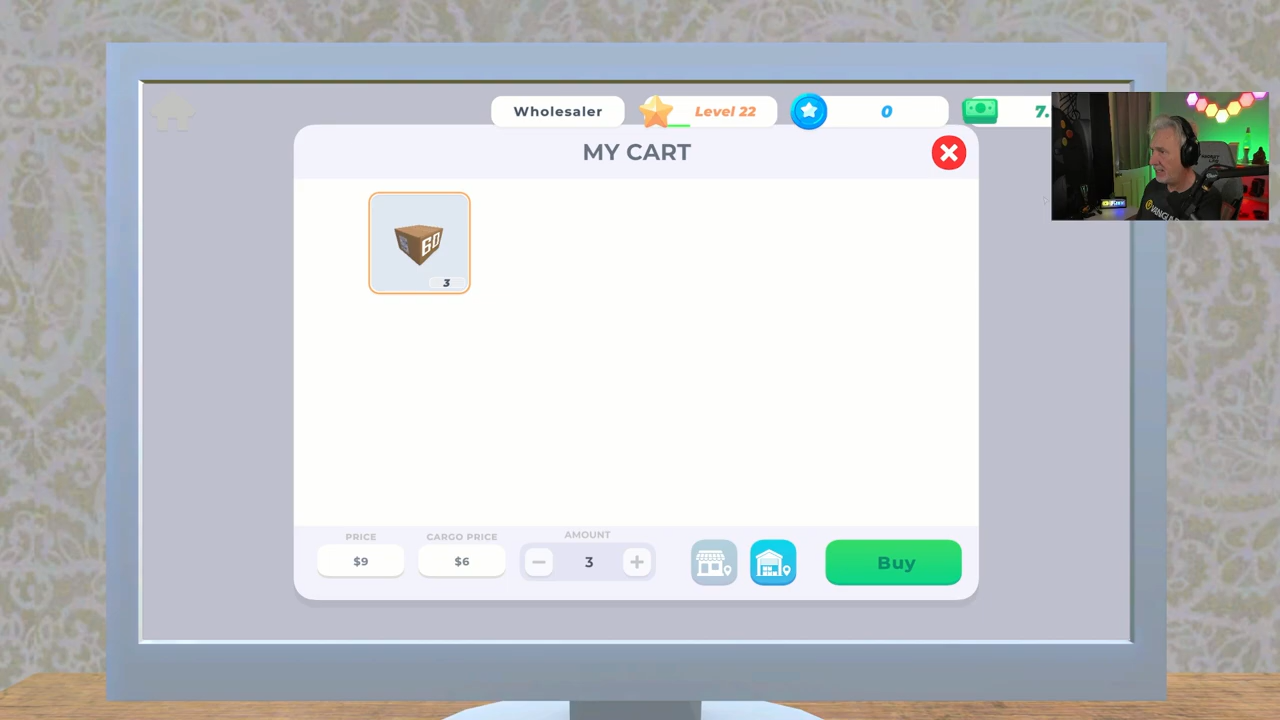 Wholesaler
Level 22
0
7.
MY CART
60
3
PRICE
CARGO PRICE
AMOUNT
$9
$6
3
Buy